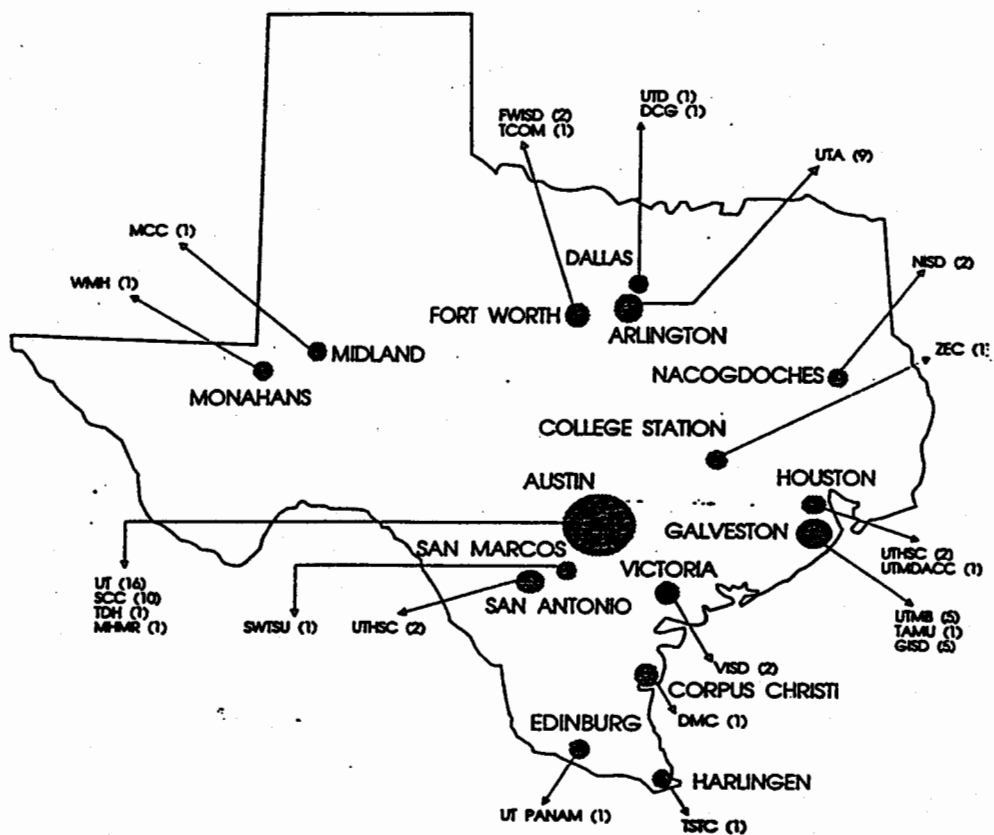 UTD (1)
DCG (1)
FWISD (2)
TCOM (1)
UTA (9)
MCC (1)
WMH (1)
DALLAS
NISD (2)
FORT WORTH
ARLINGTON
ZEC (1)
MIDLAND
MONAHANS
NACOGDOCHES
COLLEGE STATION
AUSTIN
HOUSTON
GALVESTON
SAN MARCOS
VICTORIA
UTHSC (2)
UTMDACC (1)
UT (16)
SCC (10)
TDH (1)
MHMR (1)
SAN ANTONIO
SWTSU (1)
UTHSC (2)
UTMB (5)
TAMU (1)
GISD (5)
VISD (2)
CORPUS CHRISTI
DMC (1)
EDINBURG
HARLINGEN
UT PANAM (1)
TSTC (1)